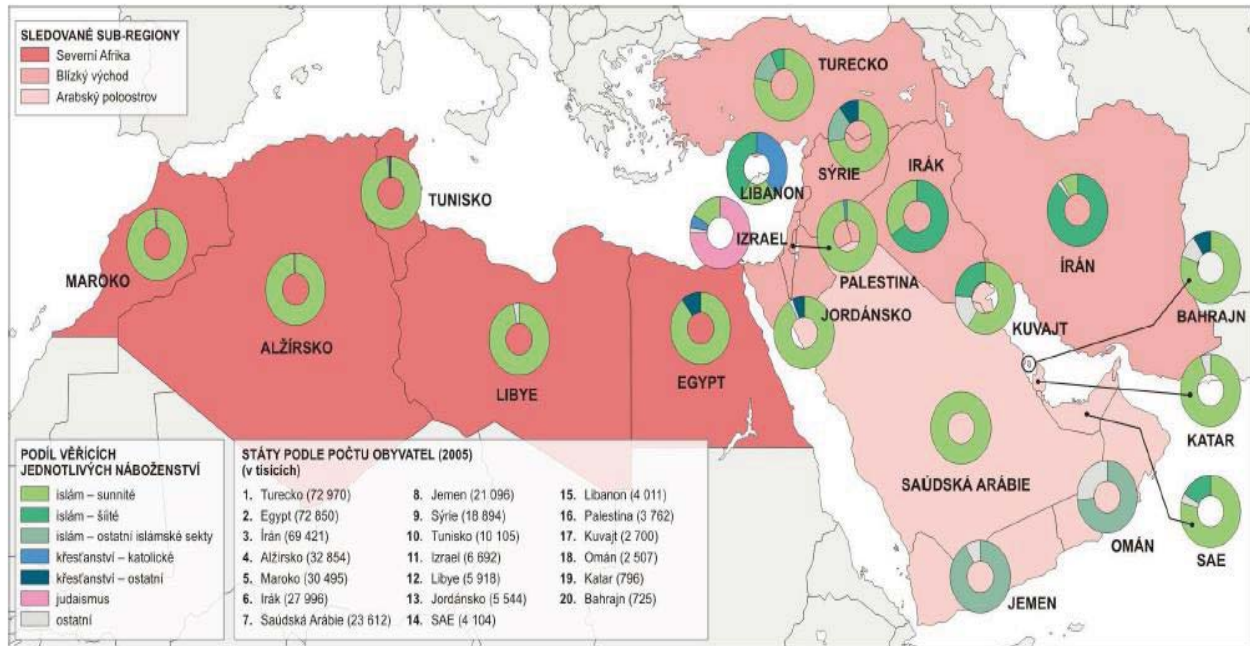 SLEDOVANÉ SUB-REGIONY
Severní Afrika
Blízký východ
Arabský poloostrov
TURECKO
SÝRIE
IRÁK
LIBANON
TUNISKO
IZRAEL
ÍRÁN
MAROKO
PALESTINA
BAHRAJN
JORDÁNSKO
KUVAJT
ALŽÍRSKO
LIBYE
EGYPT
KATAR
SAÚDSKÁ ARÁBIE
OMÁN
SAE
JEMEN
PODÍL VĚŘÍCÍCH
JEDNOTLIVÝCH NÁBOŽENSTVÍ
islám – sunnité
islám – šíité
islám – ostatní islámské sekty
křesťanství – katolické
křesťanství – ostatní
judaismus
ostatní
STÁTY PODLE POČTU OBYVATEL (2005)
(v tisících)
1. Turecko (72 970)
2. Egypt (72 850)
3. Írán (69 421)
4. Alžírsko (32 854)
5. Maroko (30 495)
6. Irák (27 996)
7. Saúdská Arábie (23 612)
8. Jemen (21 096)
9. Sýrie (18 894)
10. Tunisko (10 105)
11. Izrael (6 692)
12. Libye (5 918)
13. Jordánsko (5 544)
14. SAE (4 104)
15. Libanon (4 011)
16. Palestina (3 762)
17. Kuvajt (2 700)
18. Omán (2 507)
19. Katar (796)
20. Bahrajn (725)